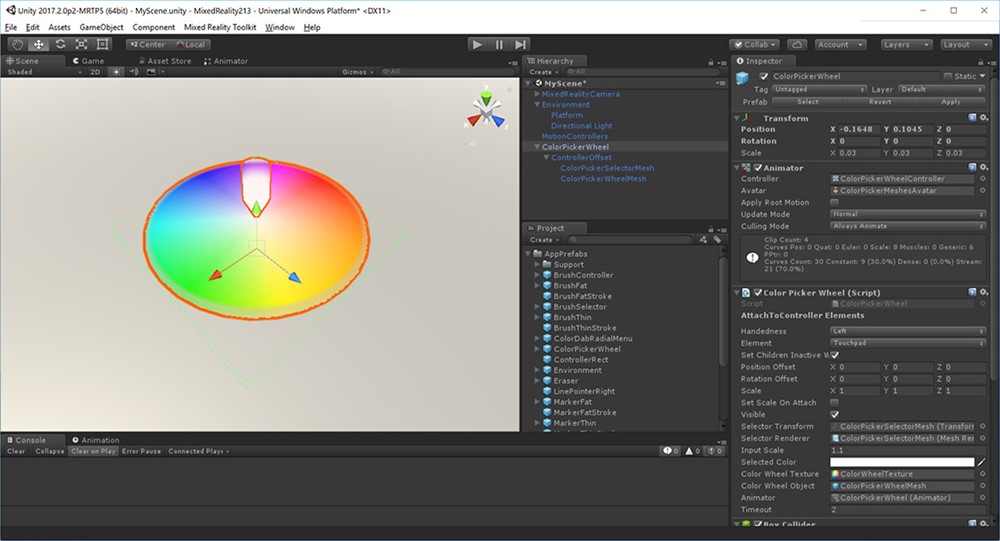 Unity 2017.2.0p2-MRTP5 (64bit) - MyScene.unity - MixedReality213 - Universal Windows Platform* <DX11>
File Edit Assets GameObject Component Mixed Reality Toolkit Window Help
Center Local
Collab Account Layers Layout
Scene Game Asset Store Animator
Shaded 2D Gizmos All
y
Hierarchy
Create All
MyScene*
MixedRealityCamera
Environment
Platform
Directional Light
MotionControllers
ColorPickerWheel
ControllerOffset
ColorPickerSelectorMesh
ColorPickerWheelMesh
Project
Create
AppPrefabs
Support
BrushController
BrushFat
BrushFatStroke
BrushSelector
BrushThin
BrushThinStroke
ColorDabRadialMenu
ColorPickerWheel
ControllerRect
Environment
Eraser
LinePointerRight
MarkerFat
MarkerFatStroke
MarkerThin
Console Animation
Clear Collapse Clear on Play Error Pause Connected Play
0 0 0
Inspector
ColorPickerWheel Static
Tag Untagged Layer Default
Prefab Select Revert Apply
Transform
Position X -0.1648 Y 0.1045 Z 0
Rotation X 0 Y 0 Z 0
Scale X 0.03 Y 0.03 Z 0.03
Animator
Controller ColorPickerWheelController
Avatar ColorPickerMeshesAvatar
Apply Root Motion
Update Mode Normal
Culling Mode Always Animate
Clip Count: 4
Curves Pos: 0 Quat: 0 Euler: 0 Scale: 8 Muscles: 0 Generic: 6
PPtr: 0
Curves Count: 30 Constant: 9 (30.0%) Dense: 0 (0.0%) Stream:
21 (70.0%)
Color Picker Wheel (Script)
Script ColorPickerWheel
AttachToController Elements
Handedness Left
Element Touchpad
Set Children Inactive W
Position Offset X 0 Y 0 Z 0
Rotation Offset X 0 Y 0 Z 0
Scale X 1 Y 1 Z 1
Set Scale On Attach
Visible
Selector Transform ColorPickerSelectorMesh (Transform
Selector Renderer ColorPickerSelectorMesh (Mesh Ren
Input Scale 1.1
Selected Color
Color Wheel Texture ColorWheelTexture
Color Wheel Object ColorPickerWheelMesh
Animator ColorPickerWheel (Animator)
Timeout 2
Box Collider